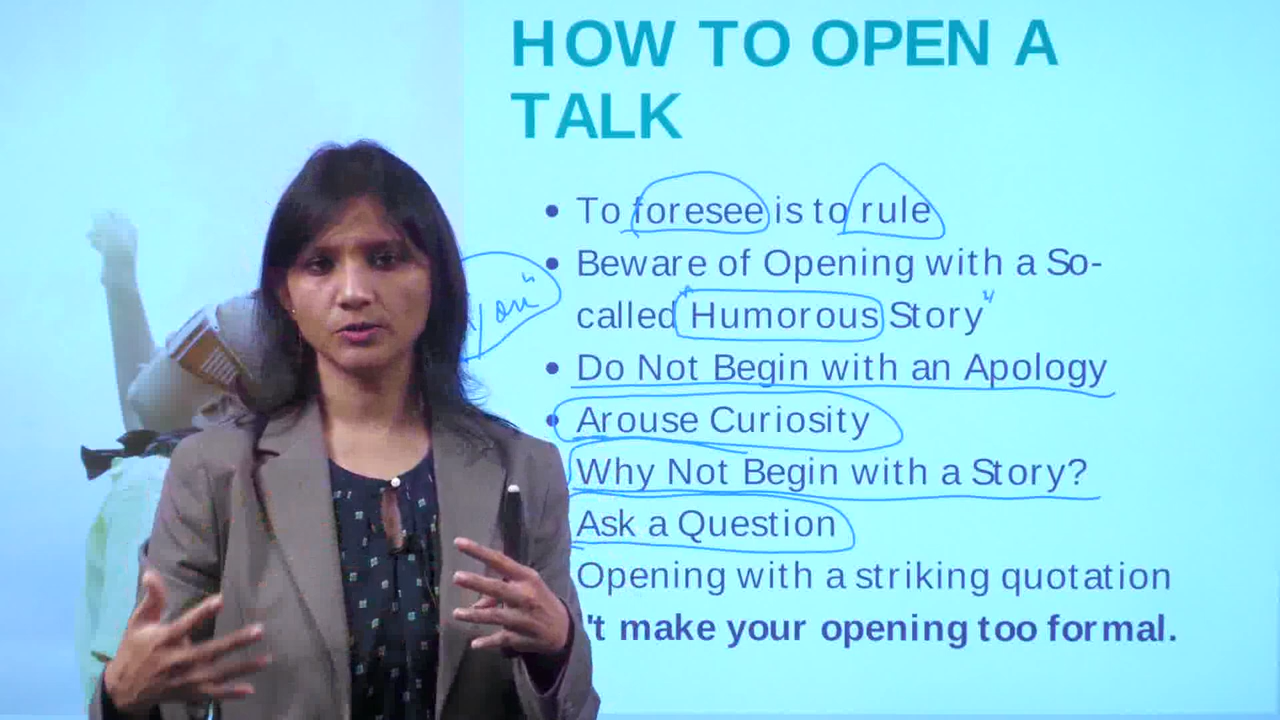 HOW TO OPEN A
TALK
• To foresee is to rule
• Beware of Opening with a So-
called Humorous Story
• Do Not Begin with an Apology
• Arouse Curiosity
Why Not Begin with a Story?
Ask a Question
Opening with a striking quotation
't make your opening too formal.